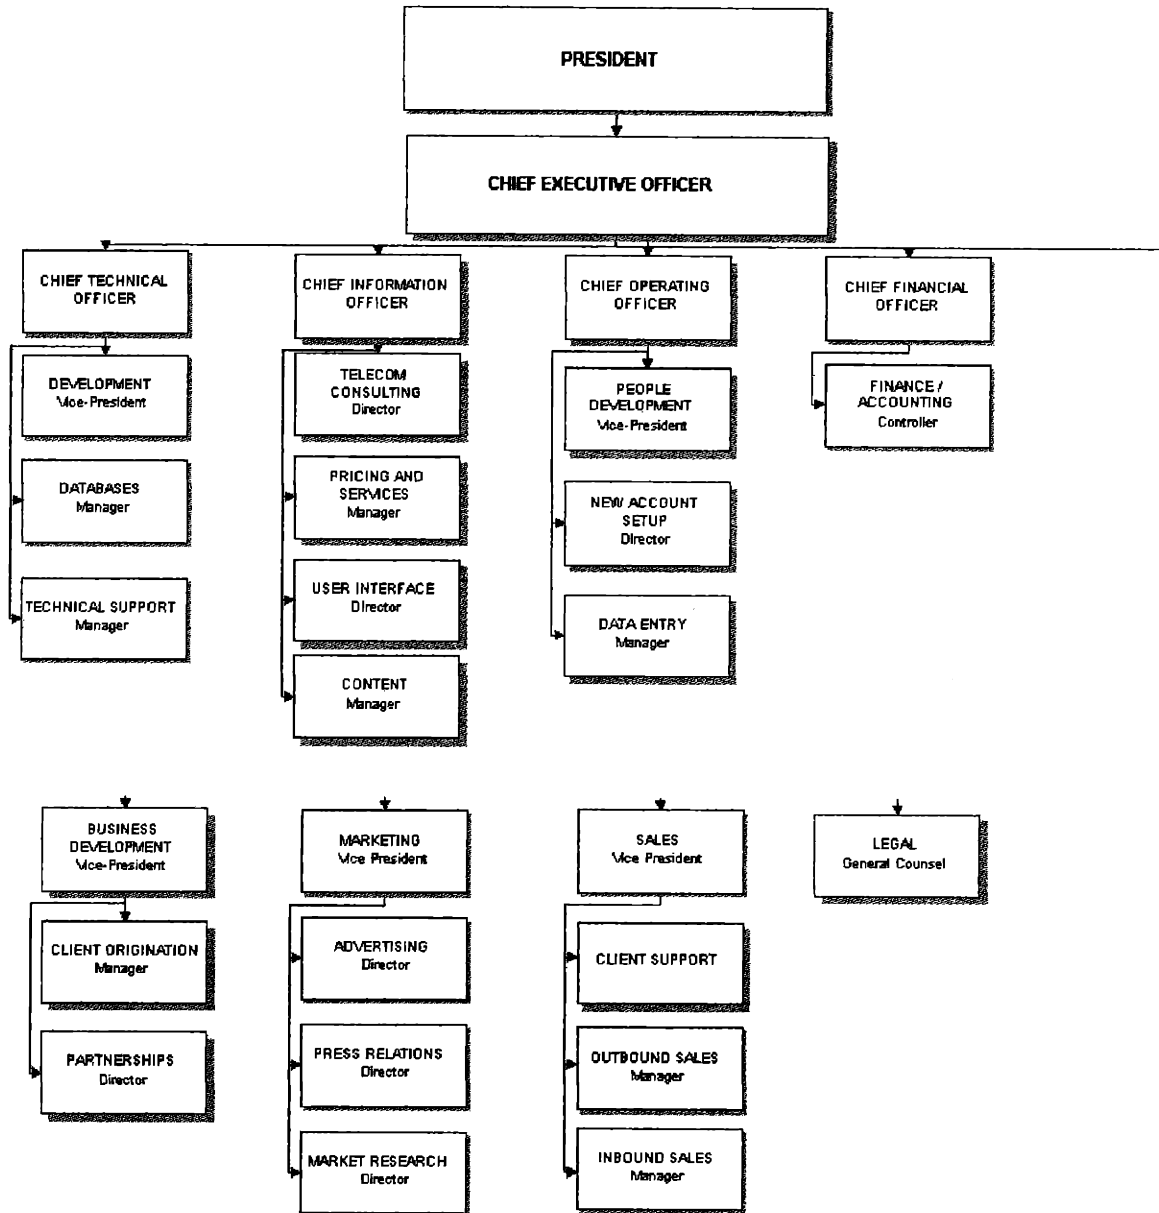 PRESIDENT
CHIEF EXECUTIVE OFFICER
CHIEF TECHNICAL
OFFICER
CHIEF INFORMATION
OFFICER
CHIEF OPERATING
OFFICER
CHIEF FINANCIAL
OFFICER
DEVELOPMENT
Vice-President
DATABASES
Manager
TECHNICAL SUPPORT
Manager
TELECOM
CONSULTING
Director
PRICING AND
SERVICES
Manager
USER INTERFACE
Director
CONTENT
Manager
PEOPLE
DEVELOPMENT
Vice-President
NEW ACCOUNT
SETUP
Director
DATA ENTRY
Manager
FINANCE /
ACCOUNTING
Controller
BUSINESS
DEVELOPMENT
Vice-President
CLIENT ORIGINATION
Manager
PARTNERSHIPS
Director
MARKETING
Vice President
ADVERTISING
Director
PRESS RELATIONS
Director
MARKET RESEARCH
Director
SALES
Vice President
CLIENT SUPPORT
OUTBOUND SALES
Manager
INBOUND SALES
Manager
LEGAL
General Counsel